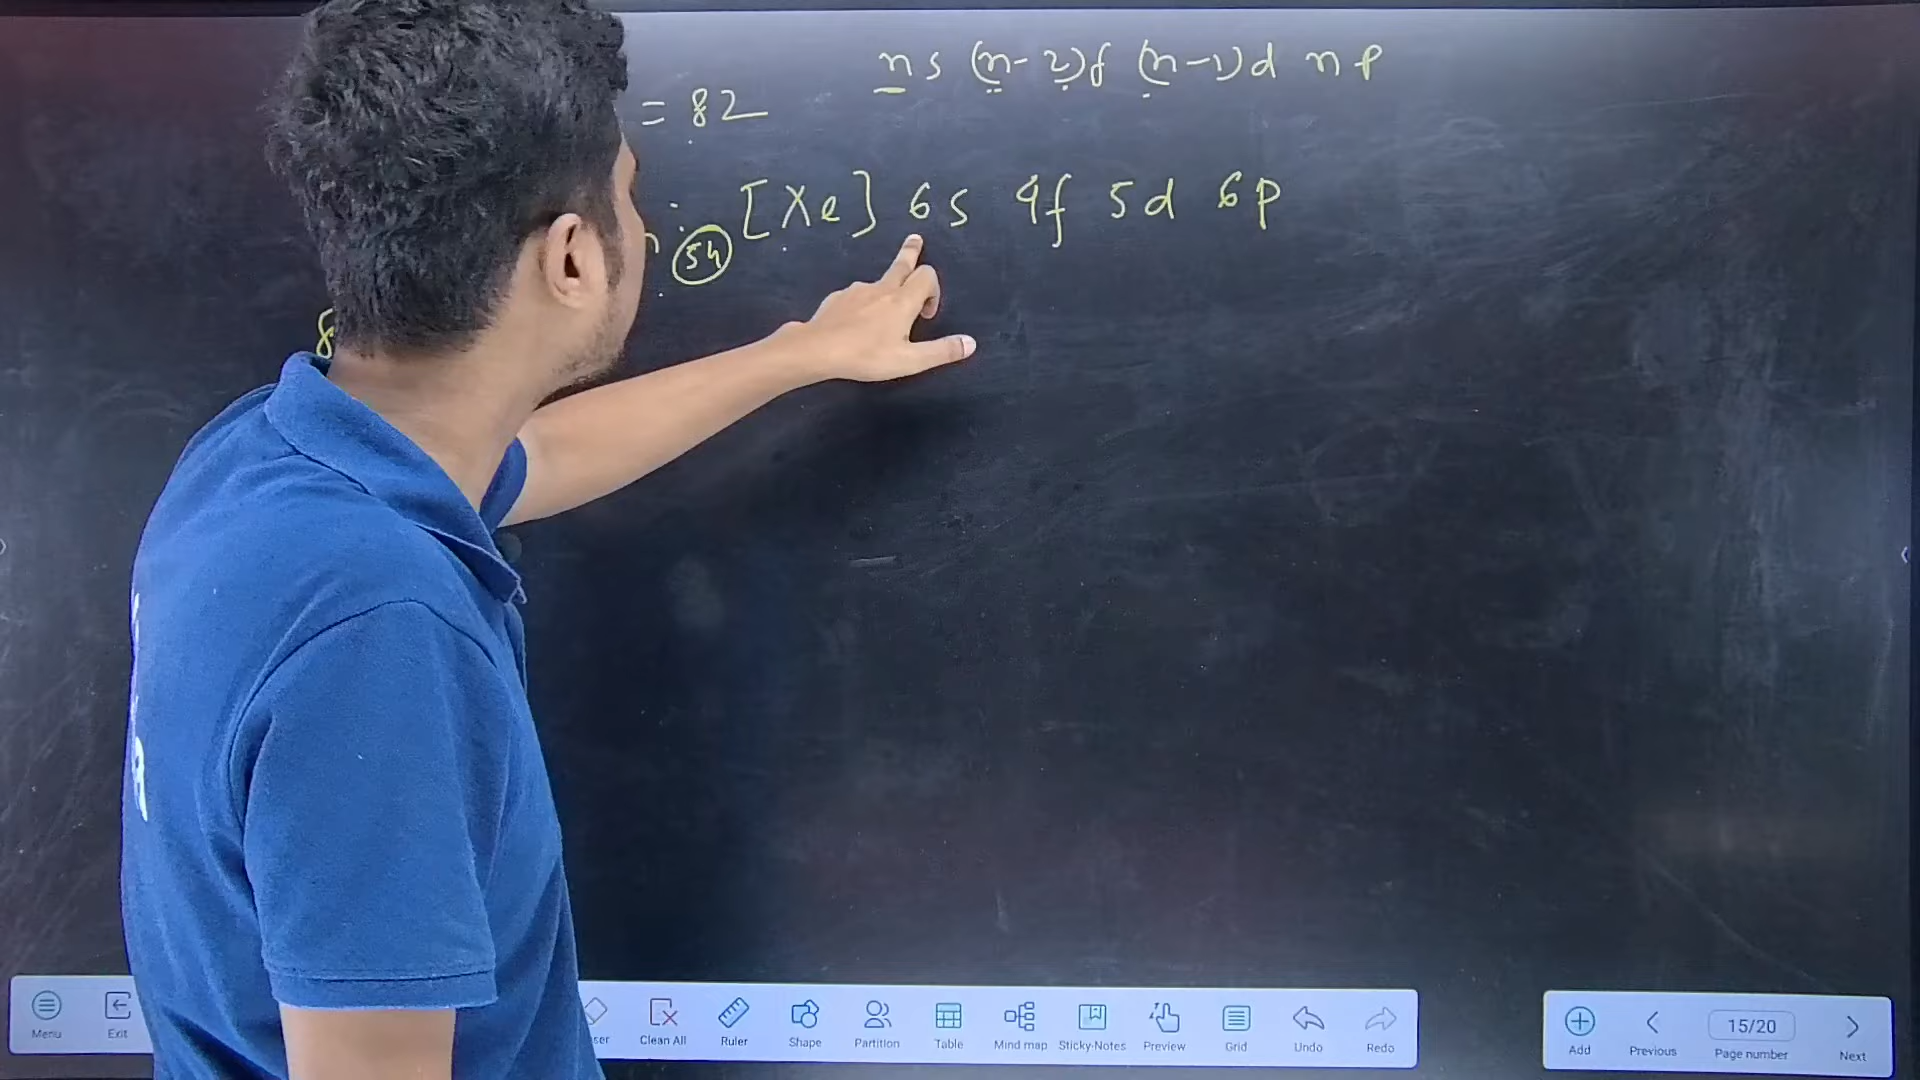 ns (n-2)f (n-1)d np
= 82
: [Xe] 6s 4f 5d 6p
54
8
Menu
Exit
Clean All
Ruler
Shape
Partition
Table
Mind map
Sticky-Notes
Preview
Grid
Undo
Redo
Add
Previous
15/20
Page number
Next